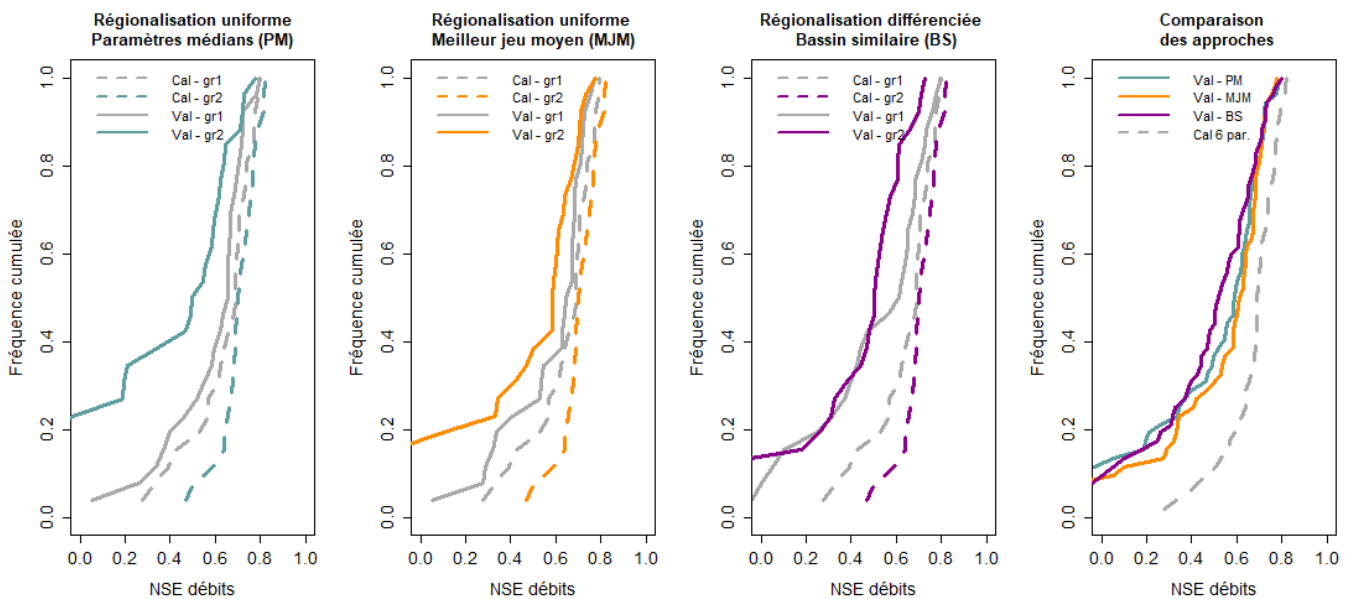 Régionalisation uniforme
Paramètres médians (PM)
Cal - gr1
Cal - gr2
Val - gr1
Val - gr2
Fréquence cumulée
0.0
0.2
0.4
0.6
0.8
1.0
0.0 0.2 0.4 0.6 0.8 1.0
NSE débits
Régionalisation uniforme
Meilleur jeu moyen (MJM)
Cal - gr1
Cal - gr2
Val - gr1
Val - gr2
Fréquence cumulée
0.0
0.2
0.4
0.6
0.8
1.0
0.0 0.2 0.4 0.6 0.8 1.0
NSE débits
Régionalisation différenciée
Bassin similaire (BS)
Cal - gr1
Cal - gr2
Val - gr1
Val - gr2
Fréquence cumulée
0.0
0.2
0.4
0.6
0.8
1.0
0.0 0.2 0.4 0.6 0.8 1.0
NSE débits
Comparaison
des approches
Val - PM
Val - MJM
Val - BS
Cal 6 par.
Fréquence cumulée
0.0
0.2
0.4
0.6
0.8
1.0
0.0 0.2 0.4 0.6 0.8 1.0
NSE débits